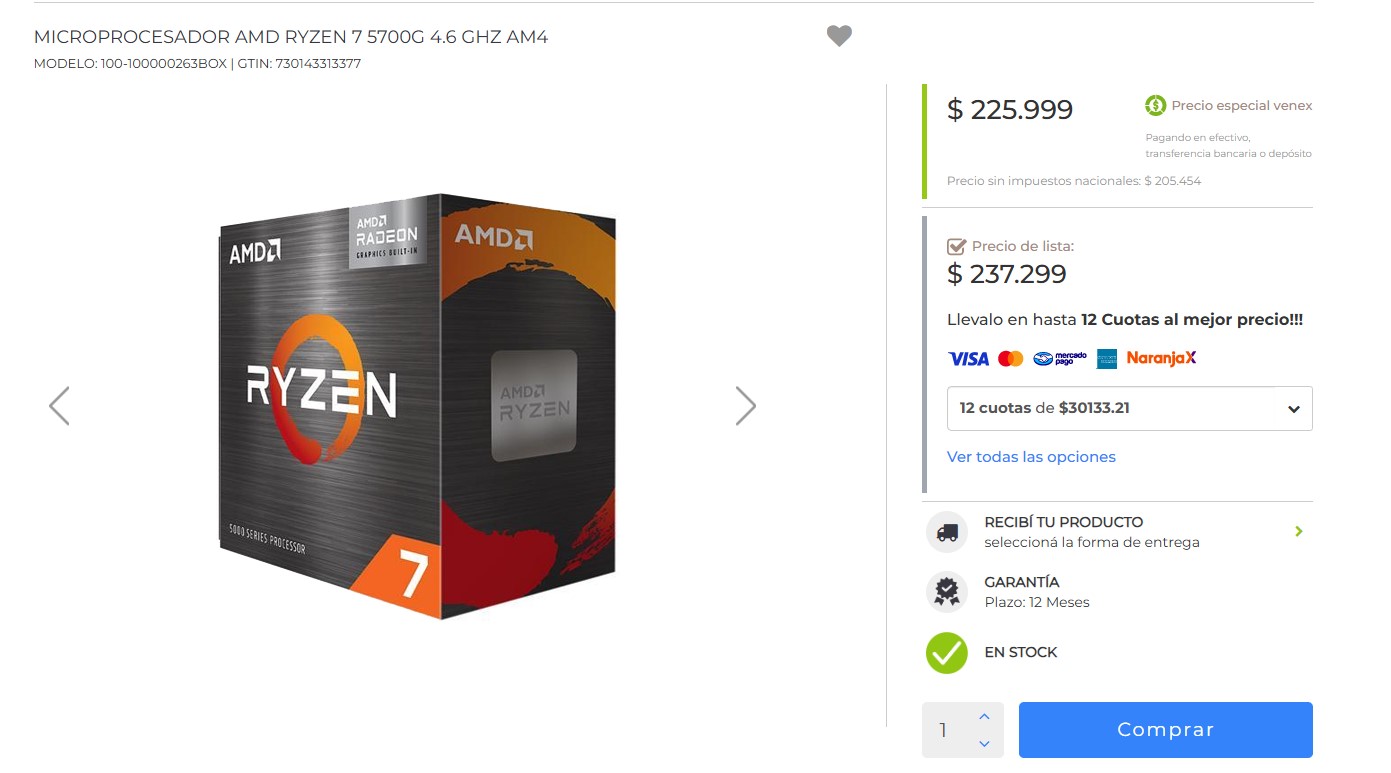 MICROPROCESADOR AMD RYZEN 7 5700G 4.6 GHZ AM4
MODELO: 100-100000263BOX | GTIN: 730143313377
AMD
AMD
RADEON
GRAPHICS BUILT-IN
RYZEN
5000 SERIES PROCESSOR
7
AMD
AMD
RYZEN
$ 225.999
Precio especial venex
Pagando en efectivo,
transferencia bancaria o depósito
Precio sin impuestos nacionales: $ 205.454
Precio de lista:
$ 237.299
Llevalo en hasta 12 Cuotas al mejor precio!!!
VISA mercado pago NaranjaX
12 cuotas de $30133.21
Ver todas las opciones
RECIBÍ TU PRODUCTO
seleccioná la forma de entrega
GARANTÍA
Plazo: 12 Meses
EN STOCK
1
Comprar